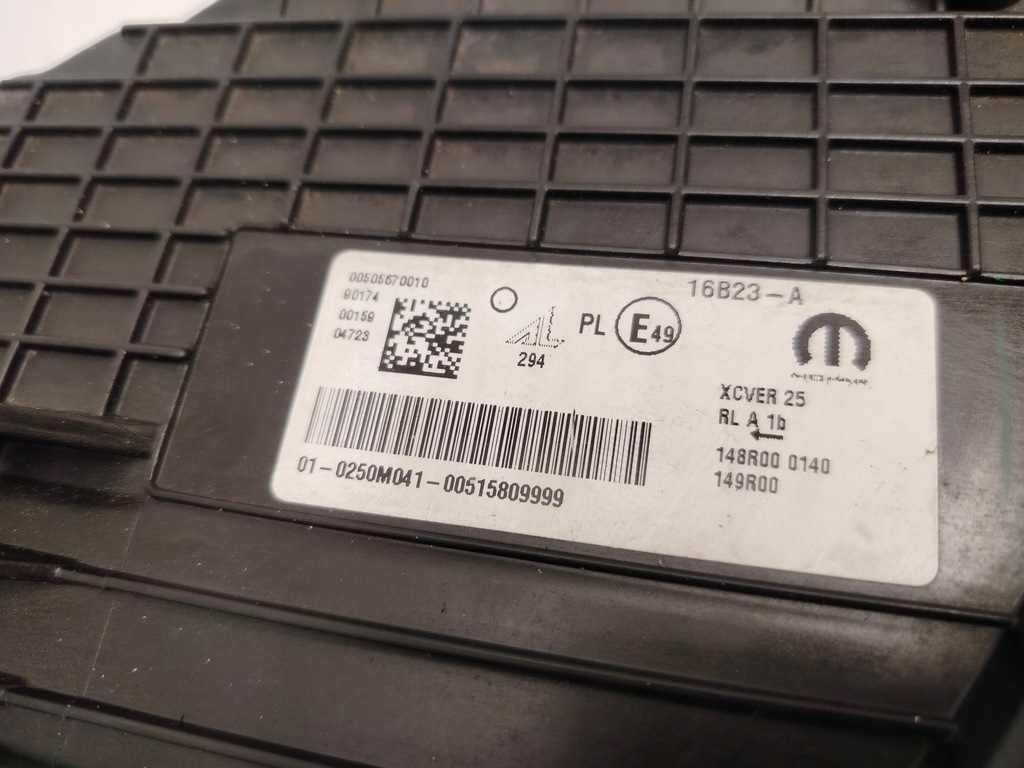 16B23-A
00505670010
90174
00159
04723
294
PL
E49
XCVER 25
RL A 1b
148R00 0140
149R00
01-0250M041-00515809999